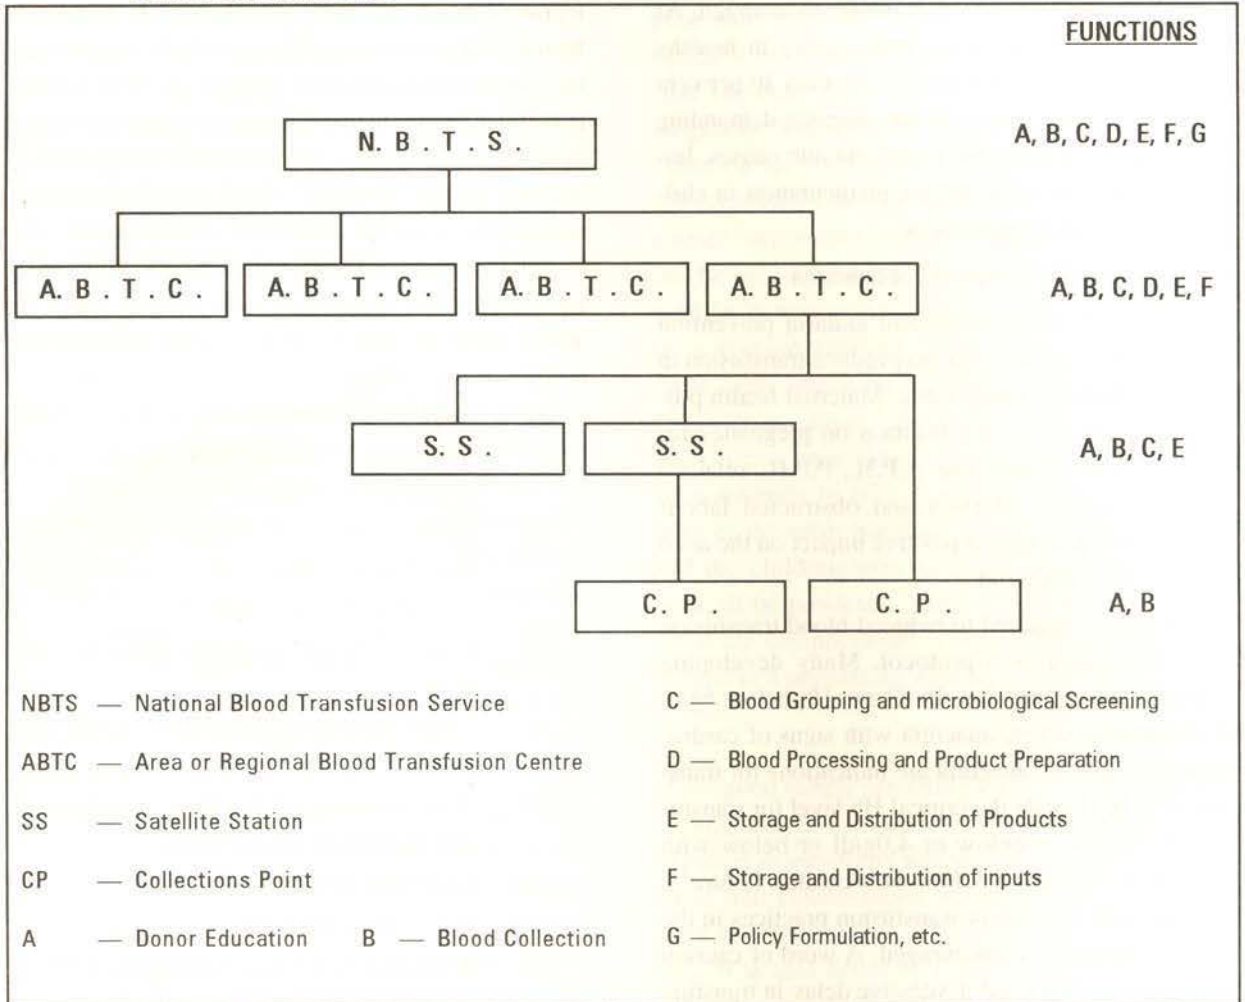 FUNCTIONS
N. B . T . S .
A, B, C, D, E, F, G
A. B . T . C .
A. B . T . C .
A. B . T . C .
A. B . T . C .
A, B, C, D, E, F
S. S .
S. S .
A, B, C, E
C. P .
C. P .
A, B
NBTS — National Blood Transfusion Service
C — Blood Grouping and microbiological Screening
ABTC — Area or Regional Blood Transfusion Centre
D — Blood Processing and Product Preparation
SS — Satellite Station
E — Storage and Distribution of Products
CP — Collections Point
F — Storage and Distribution of inputs
A — Donor Education B — Blood Collection
G — Policy Formulation, etc.